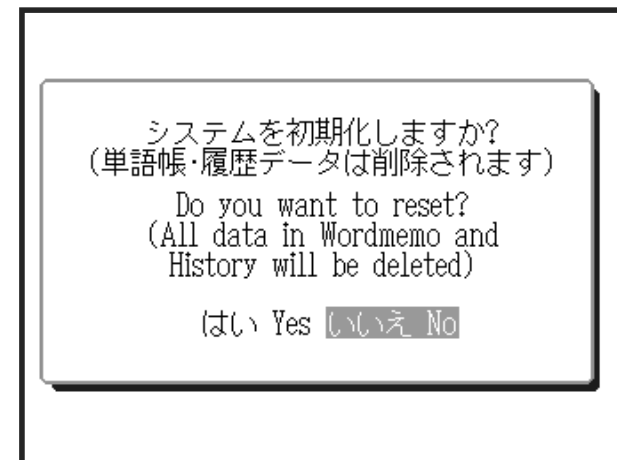 システムを初期化しますか?
(単語帳・履歴データは削除されます)
Do you want to reset?
(All data in Wordmemo and
History will be deleted)
はい Yes いいえ No